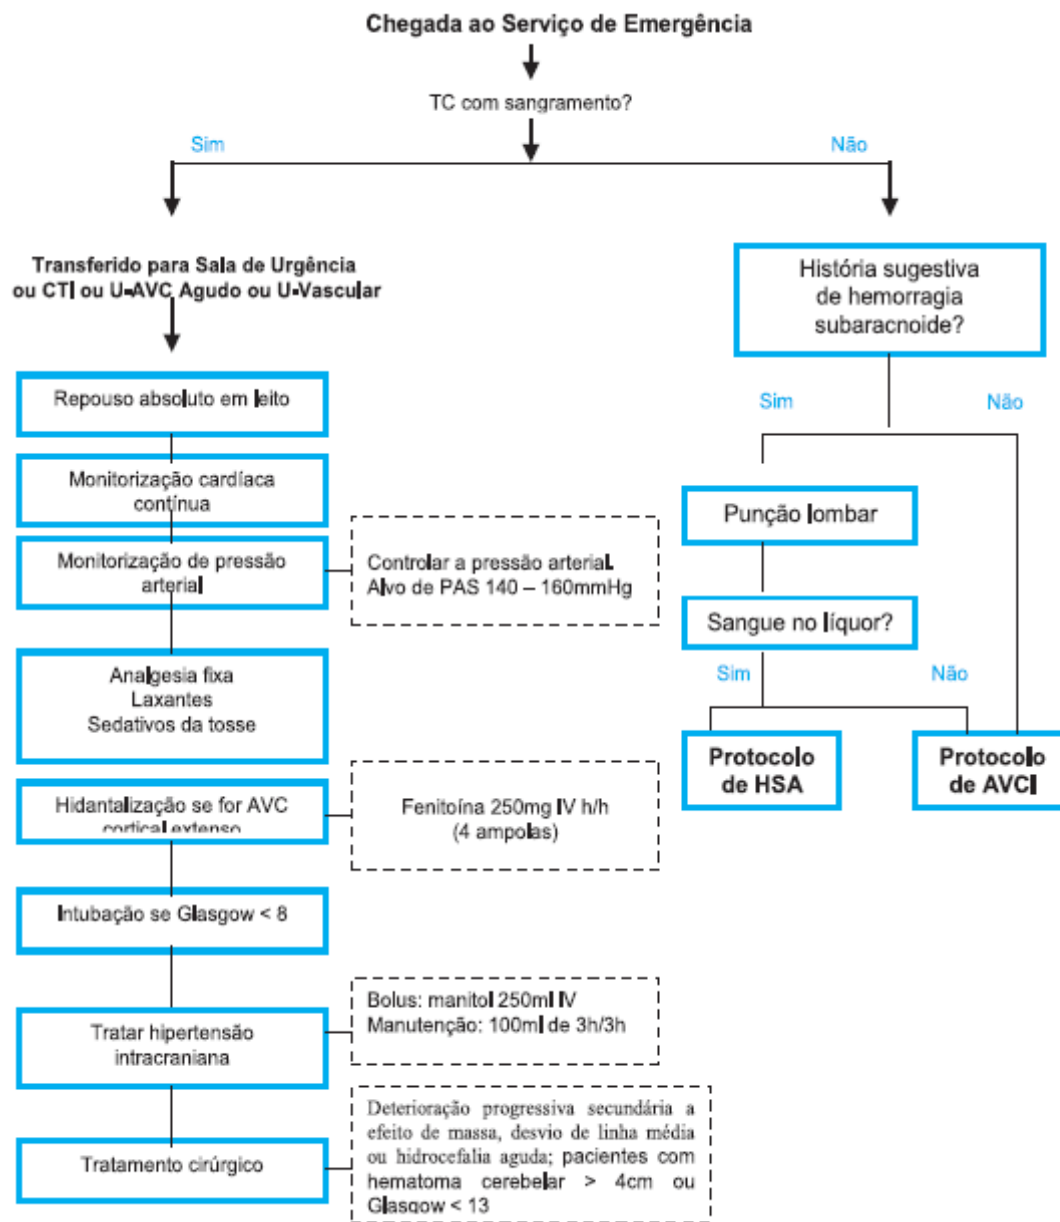 Chegada ao Serviço de Emergência
TC com sangramento?
Sim
Não
Transferido para Sala de Urgência
ou CTI ou U-AVC Agudo ou U-Vascular
Repouso absoluto em leito
Monitorização cardíaca
contínua
Monitorização de pressão
arterial
Controlar a pressão arterial.
Alvo de PAS 140 – 160mmHg
Analgesia fixa
Laxantes
Sedativos da tosse
Hidantalização se for AVC
cortical extenso
Fenitoína 250mg IV h/h
(4 ampolas)
Intubação se Glasgow < 8
Tratar hipertensão
intracraniana
Bolus: manitol 250ml IV
Manutenção: 100ml de 3h/3h
Tratamento cirúrgico
Deterioração progressiva secundária a
efeito de massa, desvio de linha média
ou hidrocefalia aguda; pacientes com
hematoma cerebelar > 4cm ou
Glasgow < 13
História sugestiva
de hemorragia
subaracnoide?
Sim
Não
Punção lombar
Sangue no líquor?
Sim
Não
Protocolo
de HSA
Protocolo
de AVCI